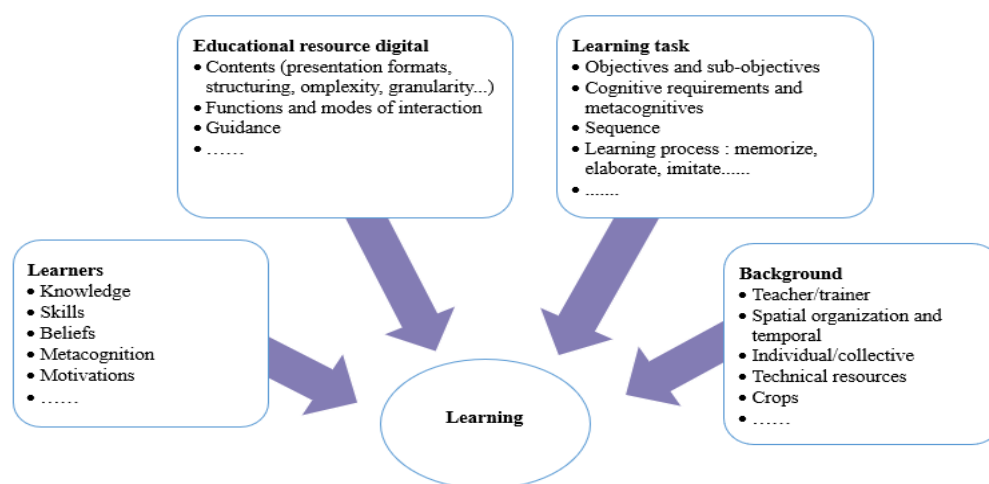 Educational resource digital
• Contents (presentation formats,
structuring, omplexity, granularity...)
• Functions and modes of interaction
• Guidance
• ……
Learning task
• Objectives and sub-objectives
• Cognitive requirements and
metacognitives
• Sequence
• Learning process : memorize,
elaborate, imitate......
• .......
Learners
• Knowledge
• Skills
• Beliefs
• Metacognition
• Motivations
• ……
Background
• Teacher/trainer
• Spatial organization and
temporal
• Individual/collective
• Technical resources
• Crops
• ……
Learning